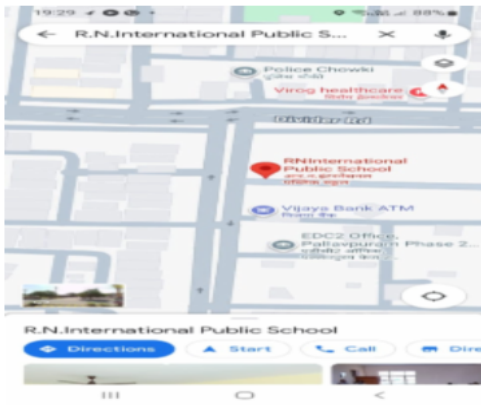 19:29
88%
R.N.International Public S...
Police Chowki
पुलिस चौकी
Virog healthcare
Divider Rd
RNInternational
Public School
Vijaya Bank ATM
EDC2 Office,
Pallavpuram Phase 2...
R.N.International Public School
Directions
Start
Call
Dire